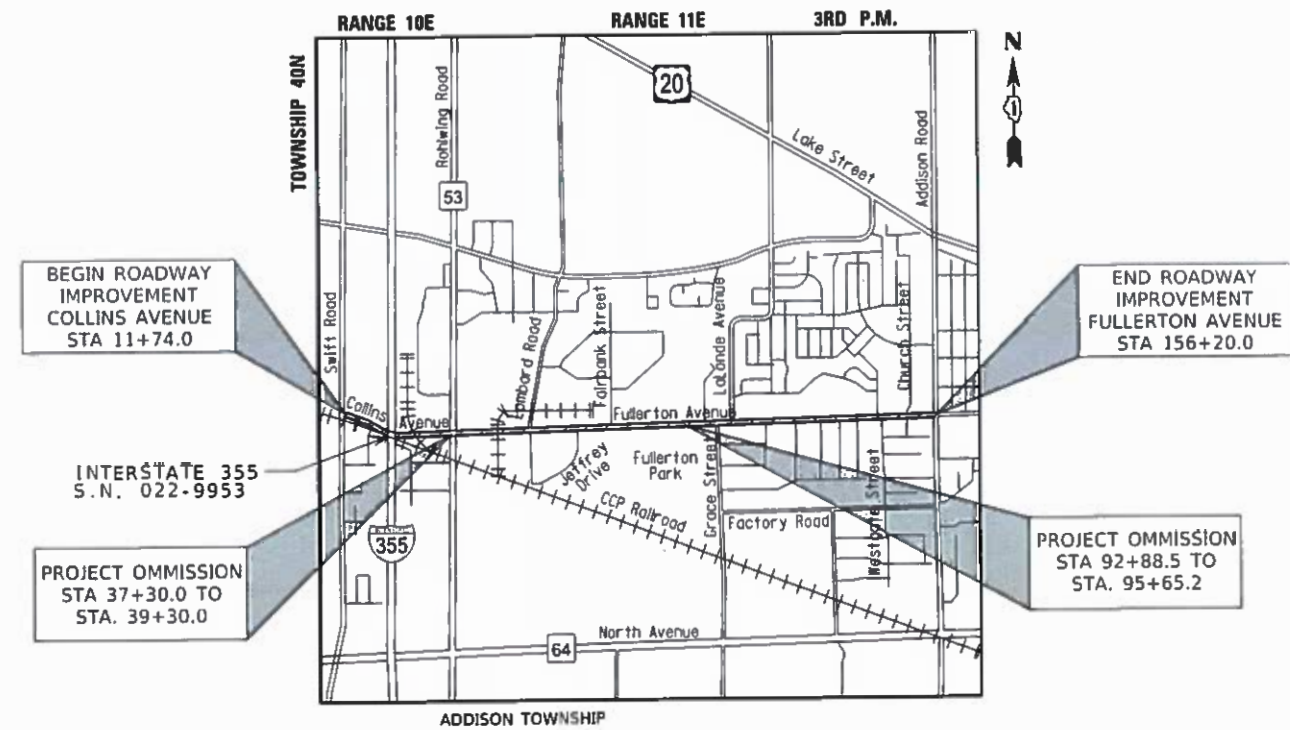 RANGE 10E
RANGE 11E
3RD P.M.
TOWNSHIP 40N
N
20
Rohlwing Road
53
Lake Street
Addison Road
BEGIN ROADWAY
IMPROVEMENT
COLLINS AVENUE
STA 11+74.0
END ROADWAY
IMPROVEMENT
FULLERTON AVENUE
STA 156+20.0
Swift Road
Lombard Road
Fairbank Street
LaLonde Avenue
Church Street
Collins
Avenue
Fullerton Avenue
INTERSTATE 355
S.N. 022-9953
Jeffrey
Drive
Fullerton
Park
Grace Street
CCP Railroad
Factory Road
Westgate Street
355
PROJECT OMMISSION
STA 37+30.0 TO
STA. 39+30.0
PROJECT OMMISSION
STA 92+88.5 TO
STA. 95+65.2
North Avenue
64
ADDISON TOWNSHIP